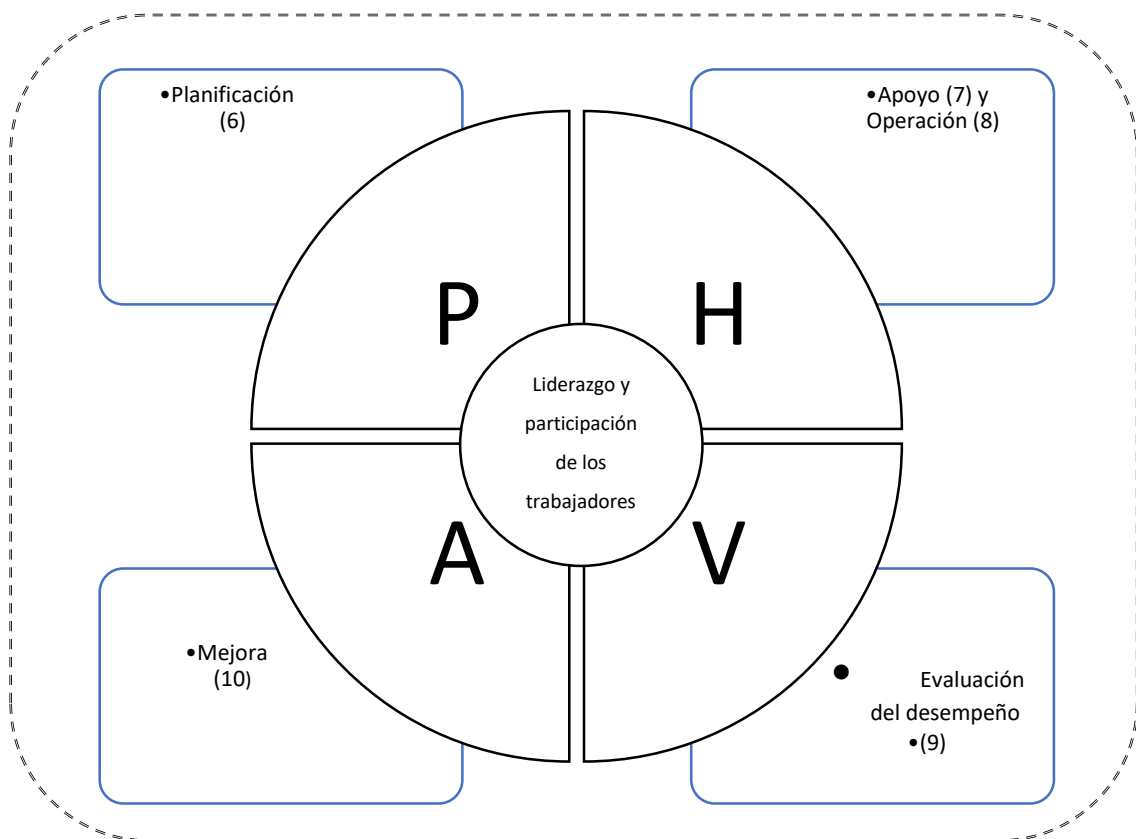 •Planificación
(6)
•Apoyo (7) y
Operación (8)
P
H
Liderazgo y
participación
de los
trabajadores
A
V
•Mejora
(10)
• Evaluación
del desempeño
•(9)